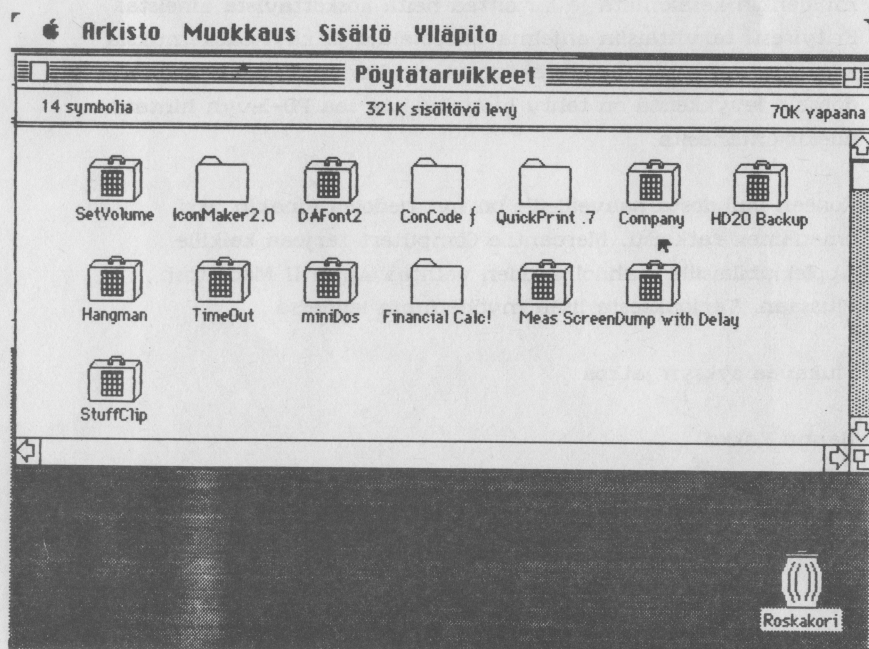 Arkisto Muokkaus Sisältö Ylläpito
Pöytätarvikkeet
14 symbolia 321K sisältävä levy 70K vapaana
SetVolume IconMaker2.0 DAFont2 ConCode ƒ QuickPrint .7 Company HD20 Backup
Hangman TimeOut miniDos Financial Calc! Meas ScreenDump with Delay
StuffClip
Roskakori